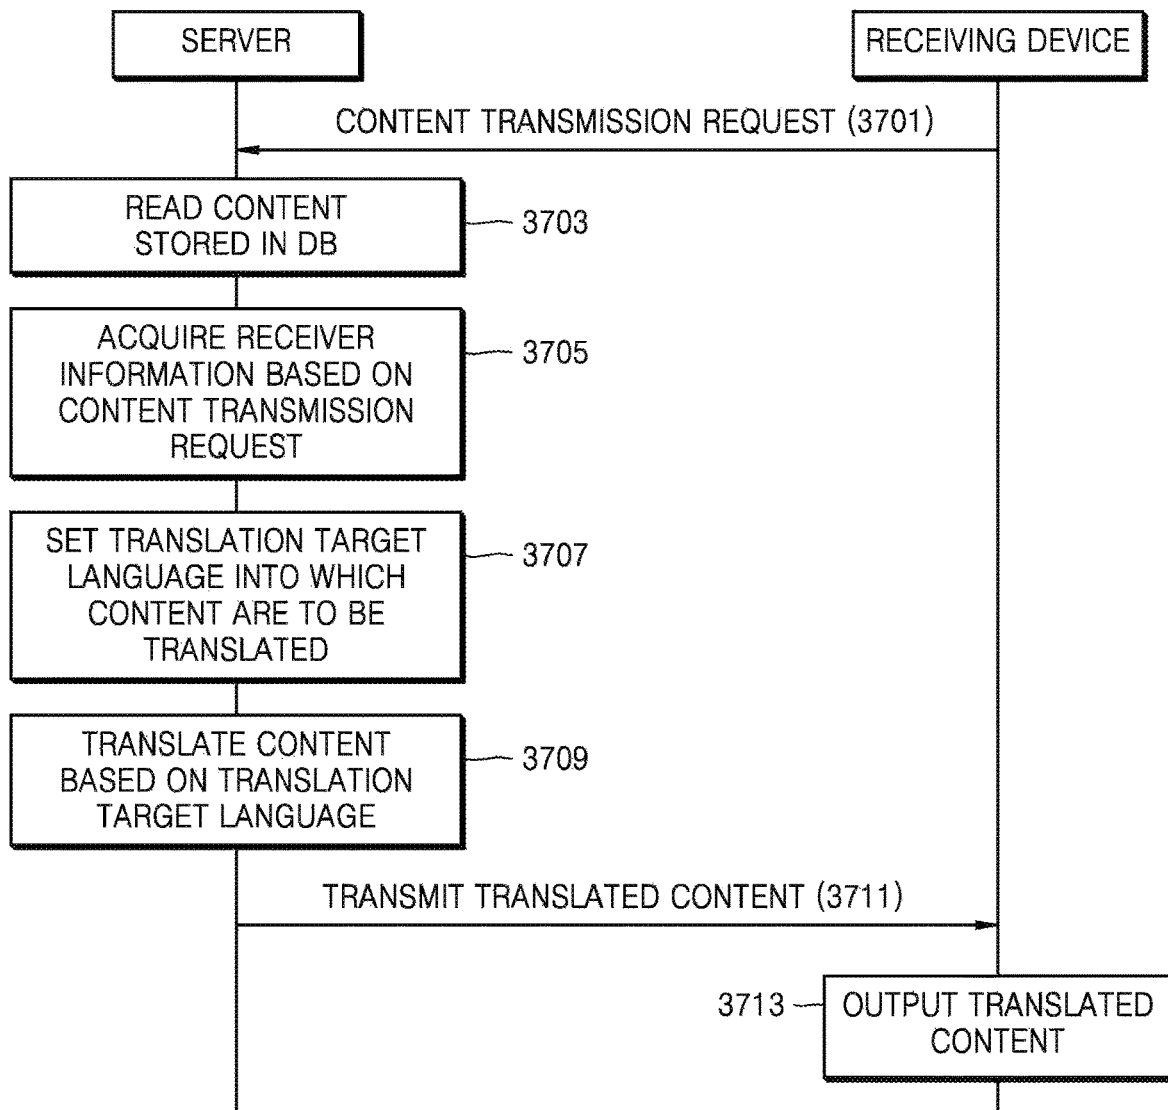 SERVER
RECEIVING DEVICE
CONTENT TRANSMISSION REQUEST (3701)
READ CONTENT
STORED IN DB
3703
ACQUIRE RECEIVER
INFORMATION BASED ON
CONTENT TRANSMISSION
REQUEST
3705
SET TRANSLATION TARGET
LANGUAGE INTO WHICH
CONTENT ARE TO BE
TRANSLATED
3707
TRANSLATE CONTENT
BASED ON TRANSLATION
TARGET LANGUAGE
3709
TRANSMIT TRANSLATED CONTENT (3711)
3713
OUTPUT TRANSLATED
CONTENT